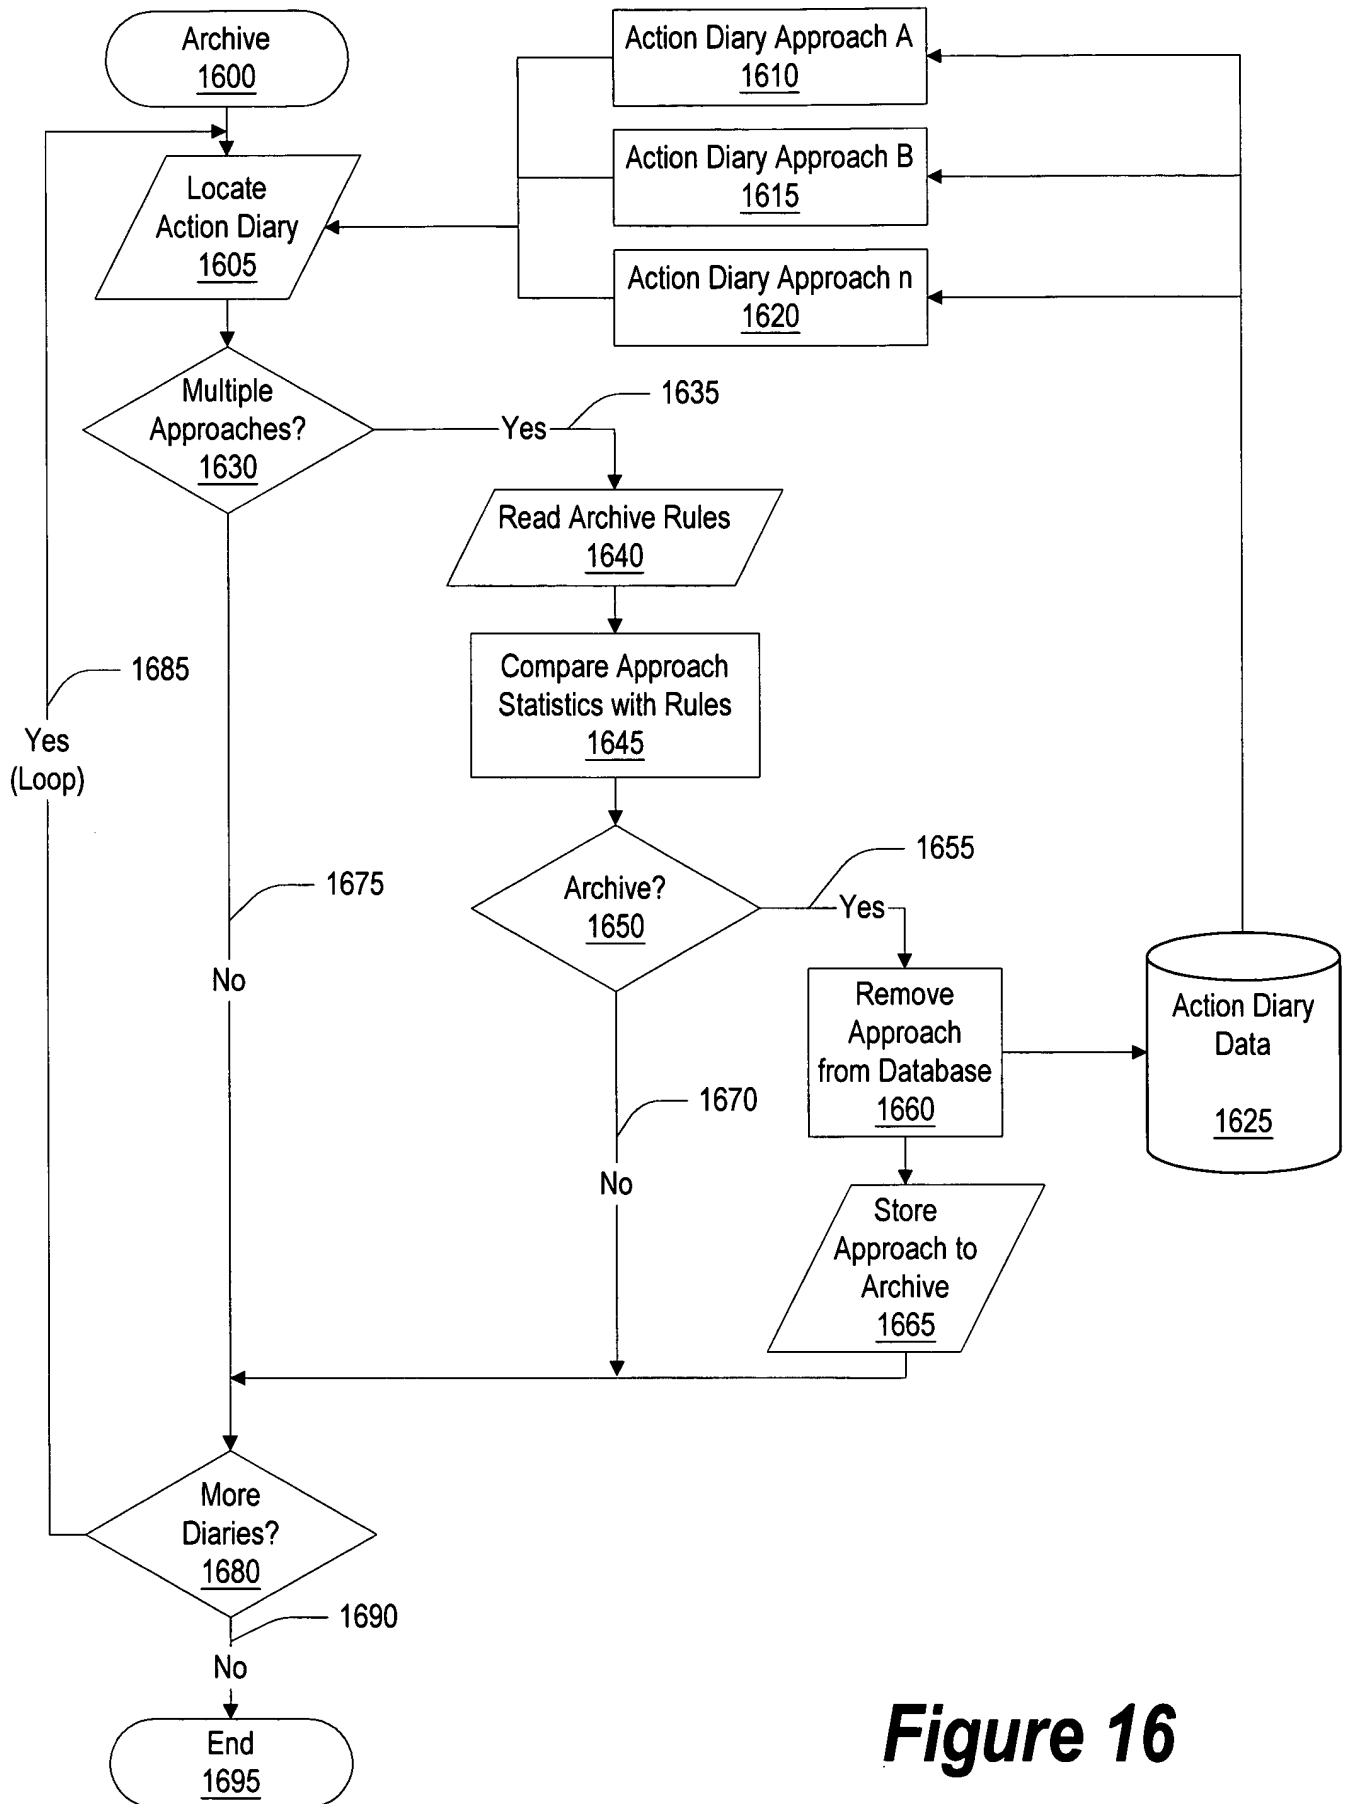 Archive
1600
Action Diary Approach A
1610
Action Diary Approach B
1615
Locate
Action Diary
1605
Action Diary Approach n
1620
Multiple
Approaches?
1630
Yes
1635
Read Archive Rules
1640
Compare Approach
Statistics with Rules
1645
1685
Yes
(Loop)
1675
No
Archive?
1650
1655
Yes
Remove
Approach
from Database
1660
Action Diary
Data
1625
1670
No
Store
Approach to
Archive
1665
More
Diaries?
1680
1690
No
End
1695
Figure 16